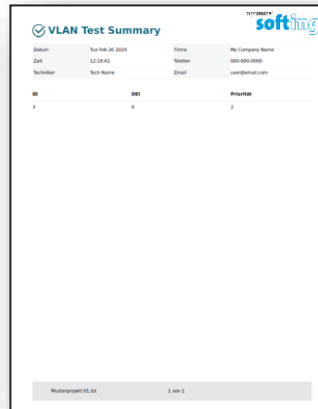 VLAN Test Summary
softing
Datum Tue Feb 26 2019 Firma My Company Name
Zeit 12:18:42 Telefon 000-000-0000
Techniker Tech Name Email user@email.com
ID DEI Priorität
3 0 2
Musterprojekt 01.tst 1 von 1